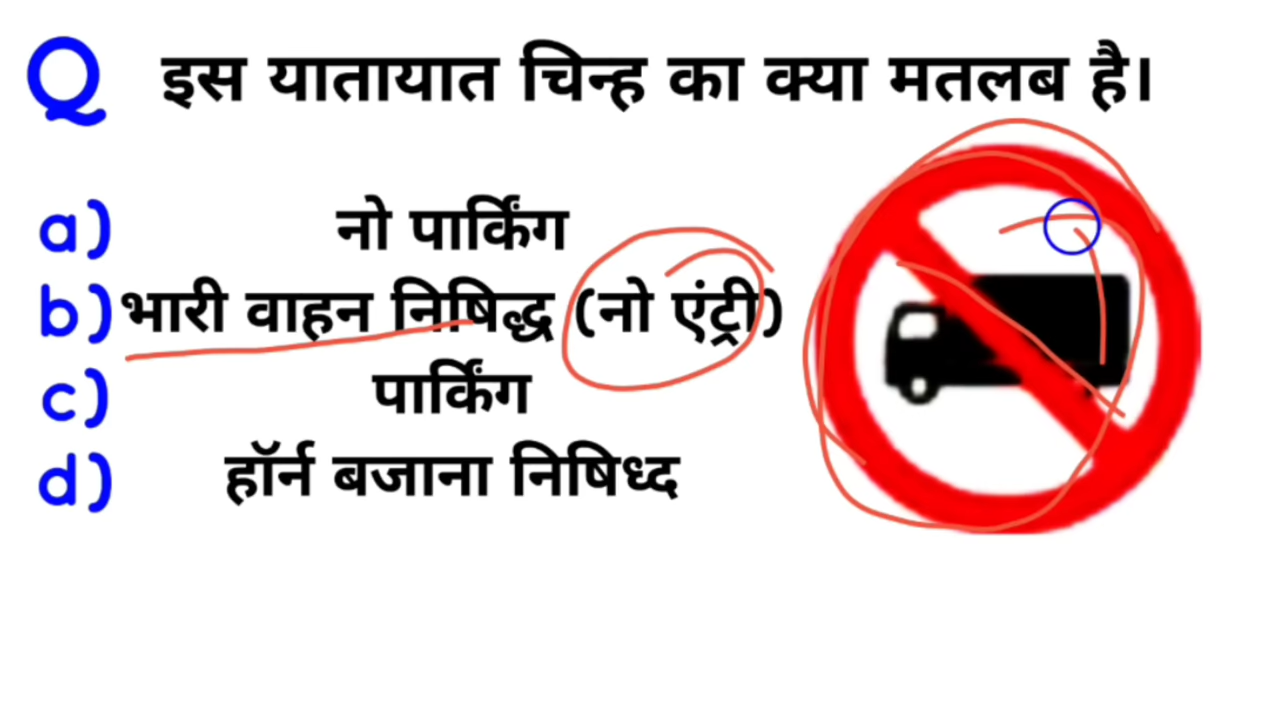 Q इस यातायात चिन्ह का क्या मतलब है।
a) नो पार्किंग
b) भारी वाहन निषिद्ध (नो एंट्री)
c) पार्किंग
d) हॉर्न बजाना निषिध्द